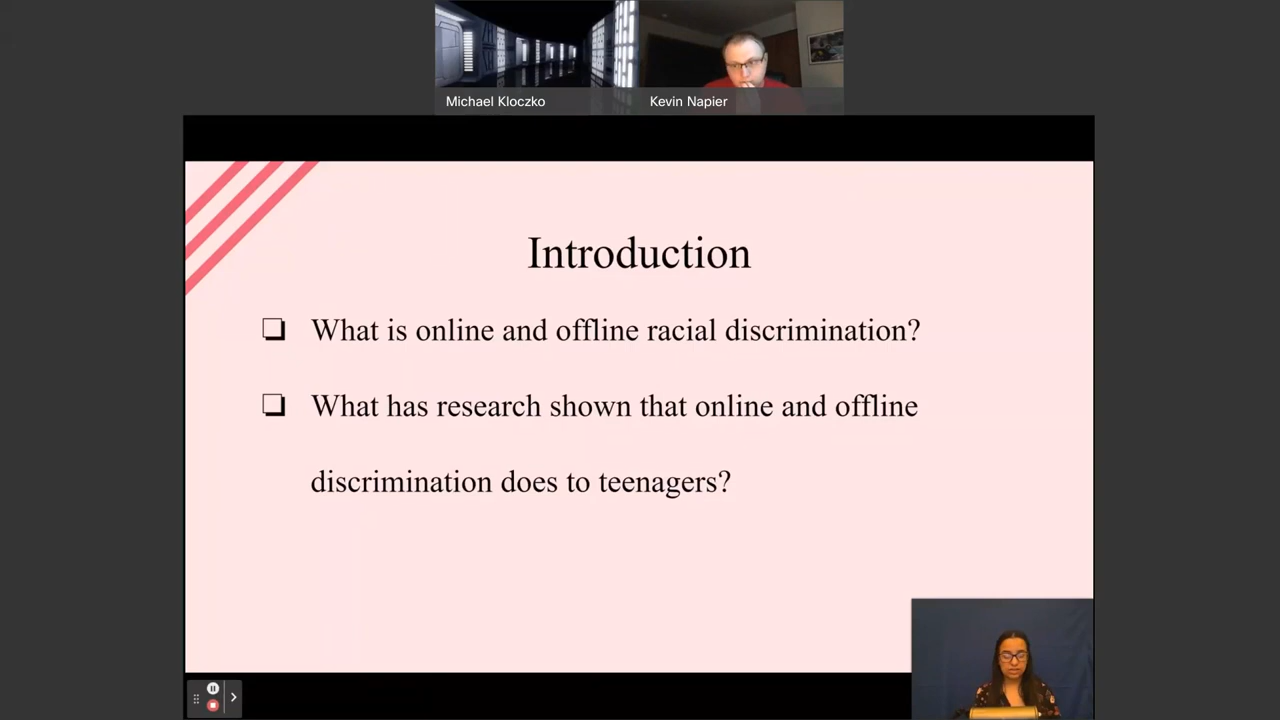 Michael Kloczko
Kevin Napier
Introduction
What is online and offline racial discrimination?
What has research shown that online and offline
discrimination does to teenagers?